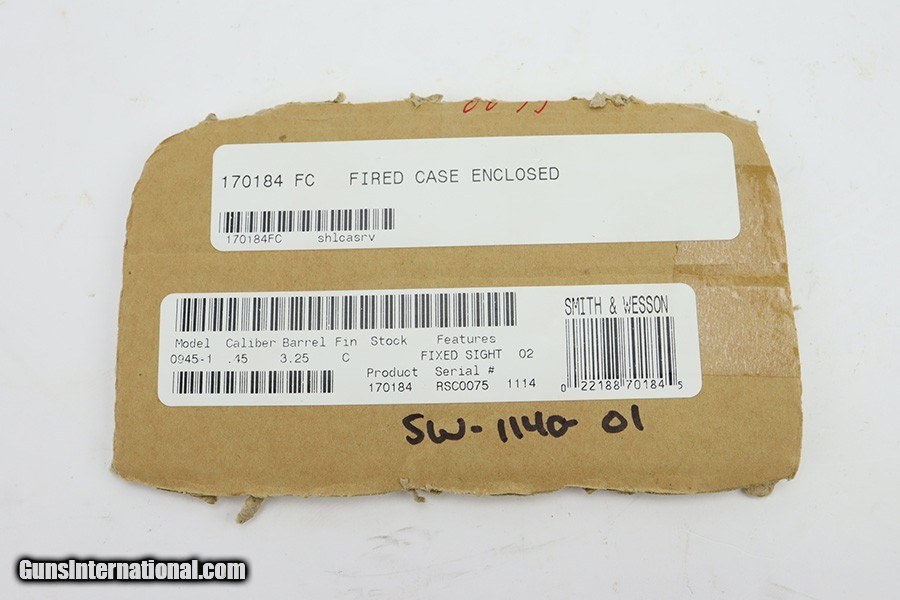 170184 FC FIRED CASE ENCLOSED
170184FC shlcasrv
SMITH & WESSON
Model Caliber Barrel Fin Stock Features
0945-1 .45 3.25 C FIXED SIGHT 02
Product Serial #
170184 RSC0075 1114
0 22188 70184 5
SW-1140-01
GunsInternational.com